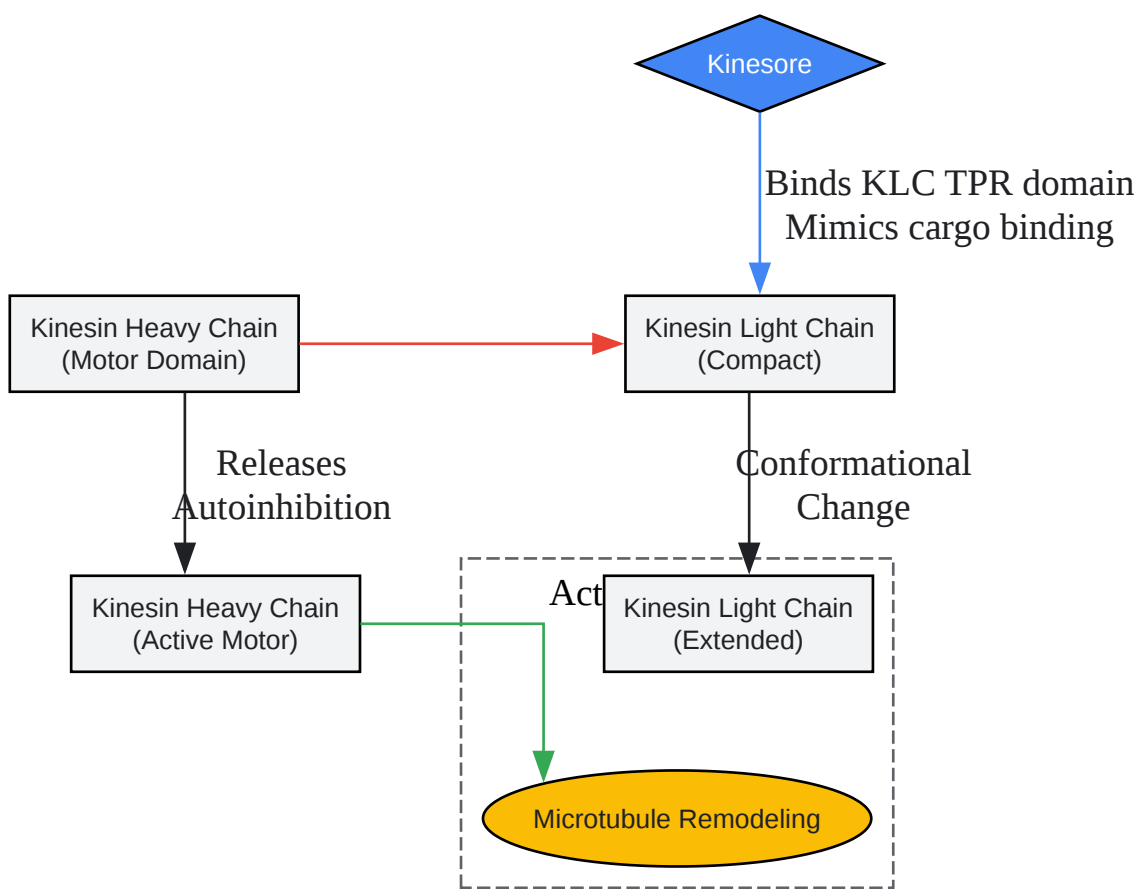 Kinesore
Binds KLC TPR domain
Mimics cargo binding
Kinesin Heavy Chain
(Motor Domain)
Kinesin Light Chain
(Compact)
Releases
Autoinhibition
Conformational
Change
Kinesin Heavy Chain
(Active Motor)
Act
Kinesin Light Chain
(Extended)
Microtubule Remodeling